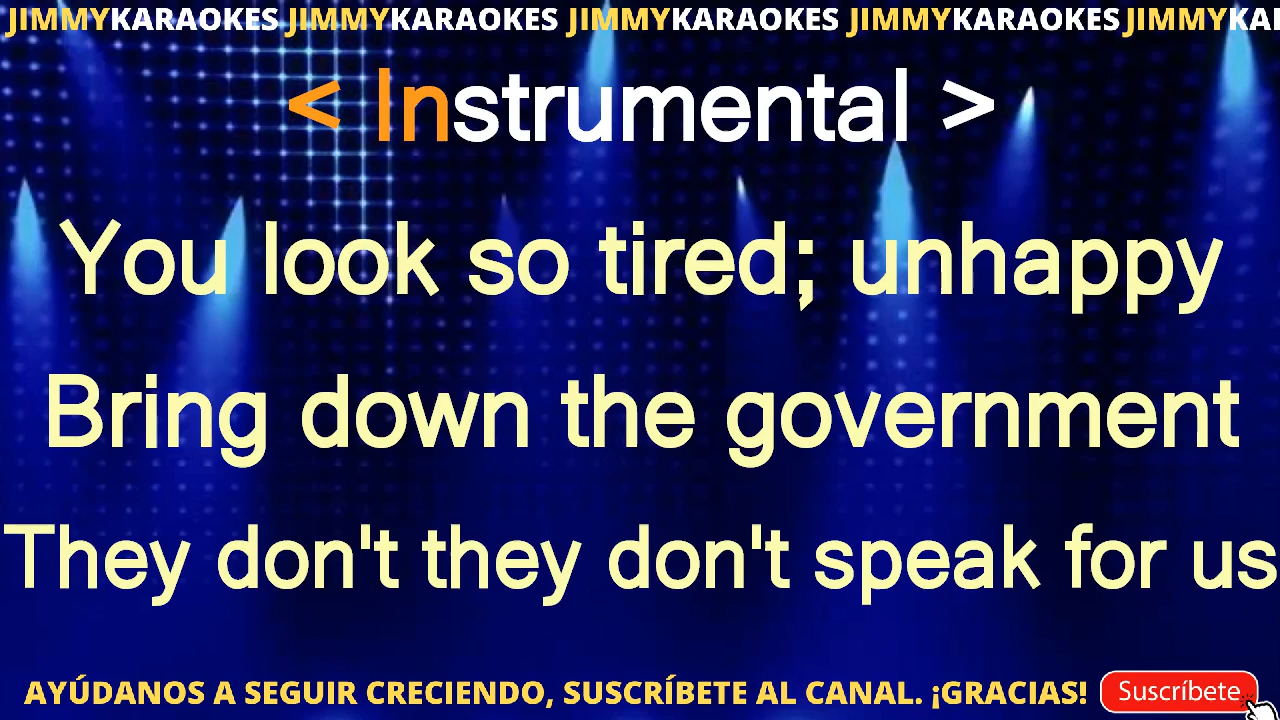 JIMMYKARAOKES JIMMYKARAOKES JIMMYKARAOKES JIMMYKARAOKES JIMMYKA
< Instrumental >
You look so tired; unhappy
Bring down the government
They don't they don't speak for us
AYÚDANOS A SEGUIR CRECIENDO, SUSCRÍBETE AL CANAL. ¡GRACIAS! Suscríbete